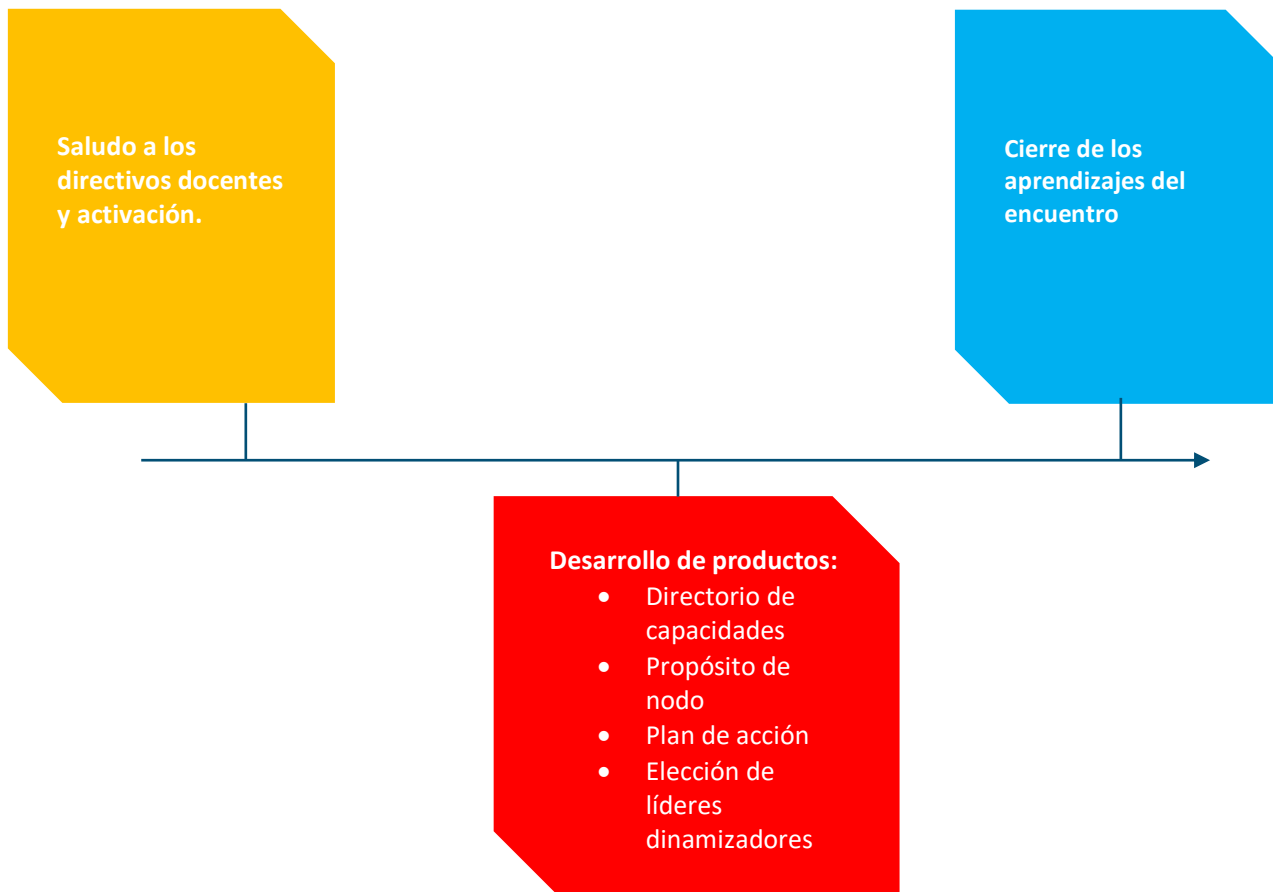 Saludo a los
directivos docentes
y activación.
Cierre de los
aprendizajes del
encuentro
Desarrollo de productos:
• Directorio de
capacidades
• Propósito de
nodo
• Plan de acción
• Elección de
líderes
dinamizadores